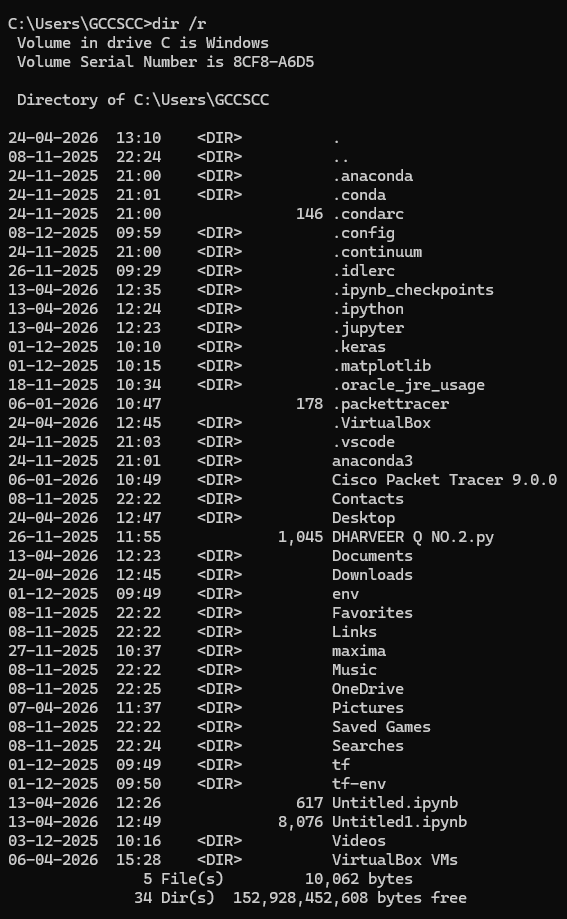 C:\Users\GCCSCC>dir /r
 Volume in drive C is Windows
 Volume Serial Number is 8CF8-A6D5

 Directory of C:\Users\GCCSCC

24-04-2026  13:10    <DIR>          .
08-11-2025  22:24    <DIR>          ..
24-11-2025  21:00    <DIR>          .anaconda
24-11-2025  21:01    <DIR>          .conda
24-11-2025  21:00               146 .condarc
08-12-2025  09:59    <DIR>          .config
24-11-2025  21:00    <DIR>          .continuum
26-11-2025  09:29    <DIR>          .idlerc
13-04-2026  12:35    <DIR>          .ipynb_checkpoints
13-04-2026  12:24    <DIR>          .ipython
13-04-2026  12:23    <DIR>          .jupyter
01-12-2025  10:10    <DIR>          .keras
01-12-2025  10:15    <DIR>          .matplotlib
18-11-2025  10:34    <DIR>          .oracle_jre_usage
06-01-2026  10:47               178 .packettracer
24-04-2026  12:45    <DIR>          .VirtualBox
24-11-2025  21:03    <DIR>          .vscode
24-11-2025  21:01    <DIR>          anaconda3
06-01-2026  10:49    <DIR>          Cisco Packet Tracer 9.0.0
08-11-2025  22:22    <DIR>          Contacts
24-04-2026  12:47    <DIR>          Desktop
26-11-2025  11:55             1,045 DHARVEER Q NO.2.py
13-04-2026  12:23    <DIR>          Documents
24-04-2026  12:45    <DIR>          Downloads
01-12-2025  09:49    <DIR>          env
08-11-2025  22:22    <DIR>          Favorites
08-11-2025  22:22    <DIR>          Links
27-11-2025  10:37    <DIR>          maxima
08-11-2025  22:22    <DIR>          Music
08-11-2025  22:25    <DIR>          OneDrive
07-04-2026  11:37    <DIR>          Pictures
08-11-2025  22:22    <DIR>          Saved Games
08-11-2025  22:24    <DIR>          Searches
01-12-2025  09:49    <DIR>          tf
01-12-2025  09:50    <DIR>          tf-env
13-04-2026  12:26               617 Untitled.ipynb
13-04-2026  12:49             8,076 Untitled1.ipynb
03-12-2025  10:16    <DIR>          Videos
06-04-2026  15:28    <DIR>          VirtualBox VMs
               5 File(s)         10,062 bytes
              34 Dir(s)  152,928,452,608 bytes free